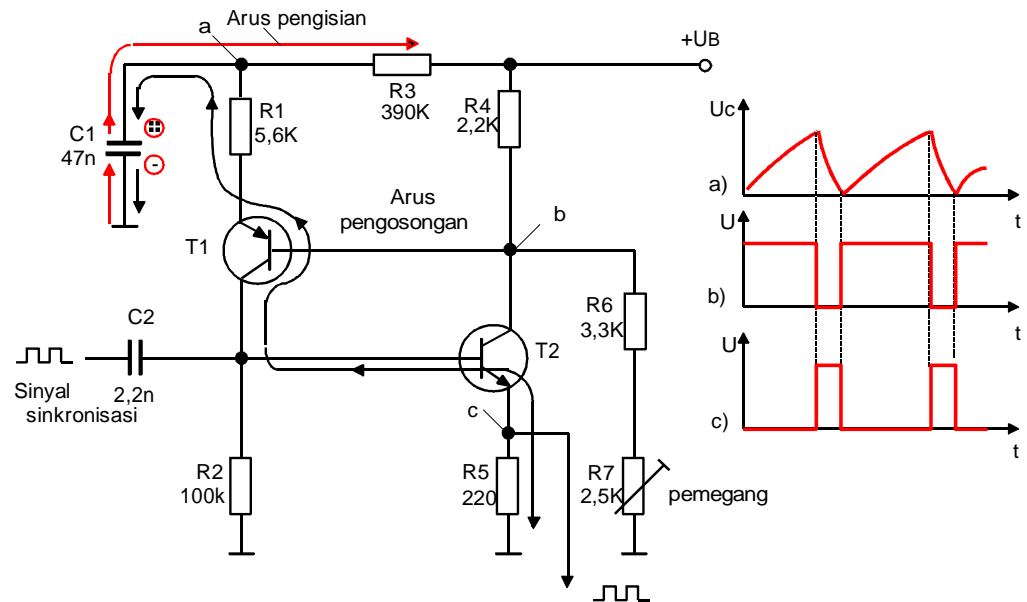 Arus pengisian
a
+UB
R3
390K
R4
2,2K
R1
5,6K
C1
47n
-
Arus
pengosongan
b
T1
R6
3,3K
C2
2,2n
T2
Sinyal
sinkronisasi
c
R2
100k
R5
220
R7
2,5K
pemegang
Uc
a)
t
U
b)
t
U
c)
t